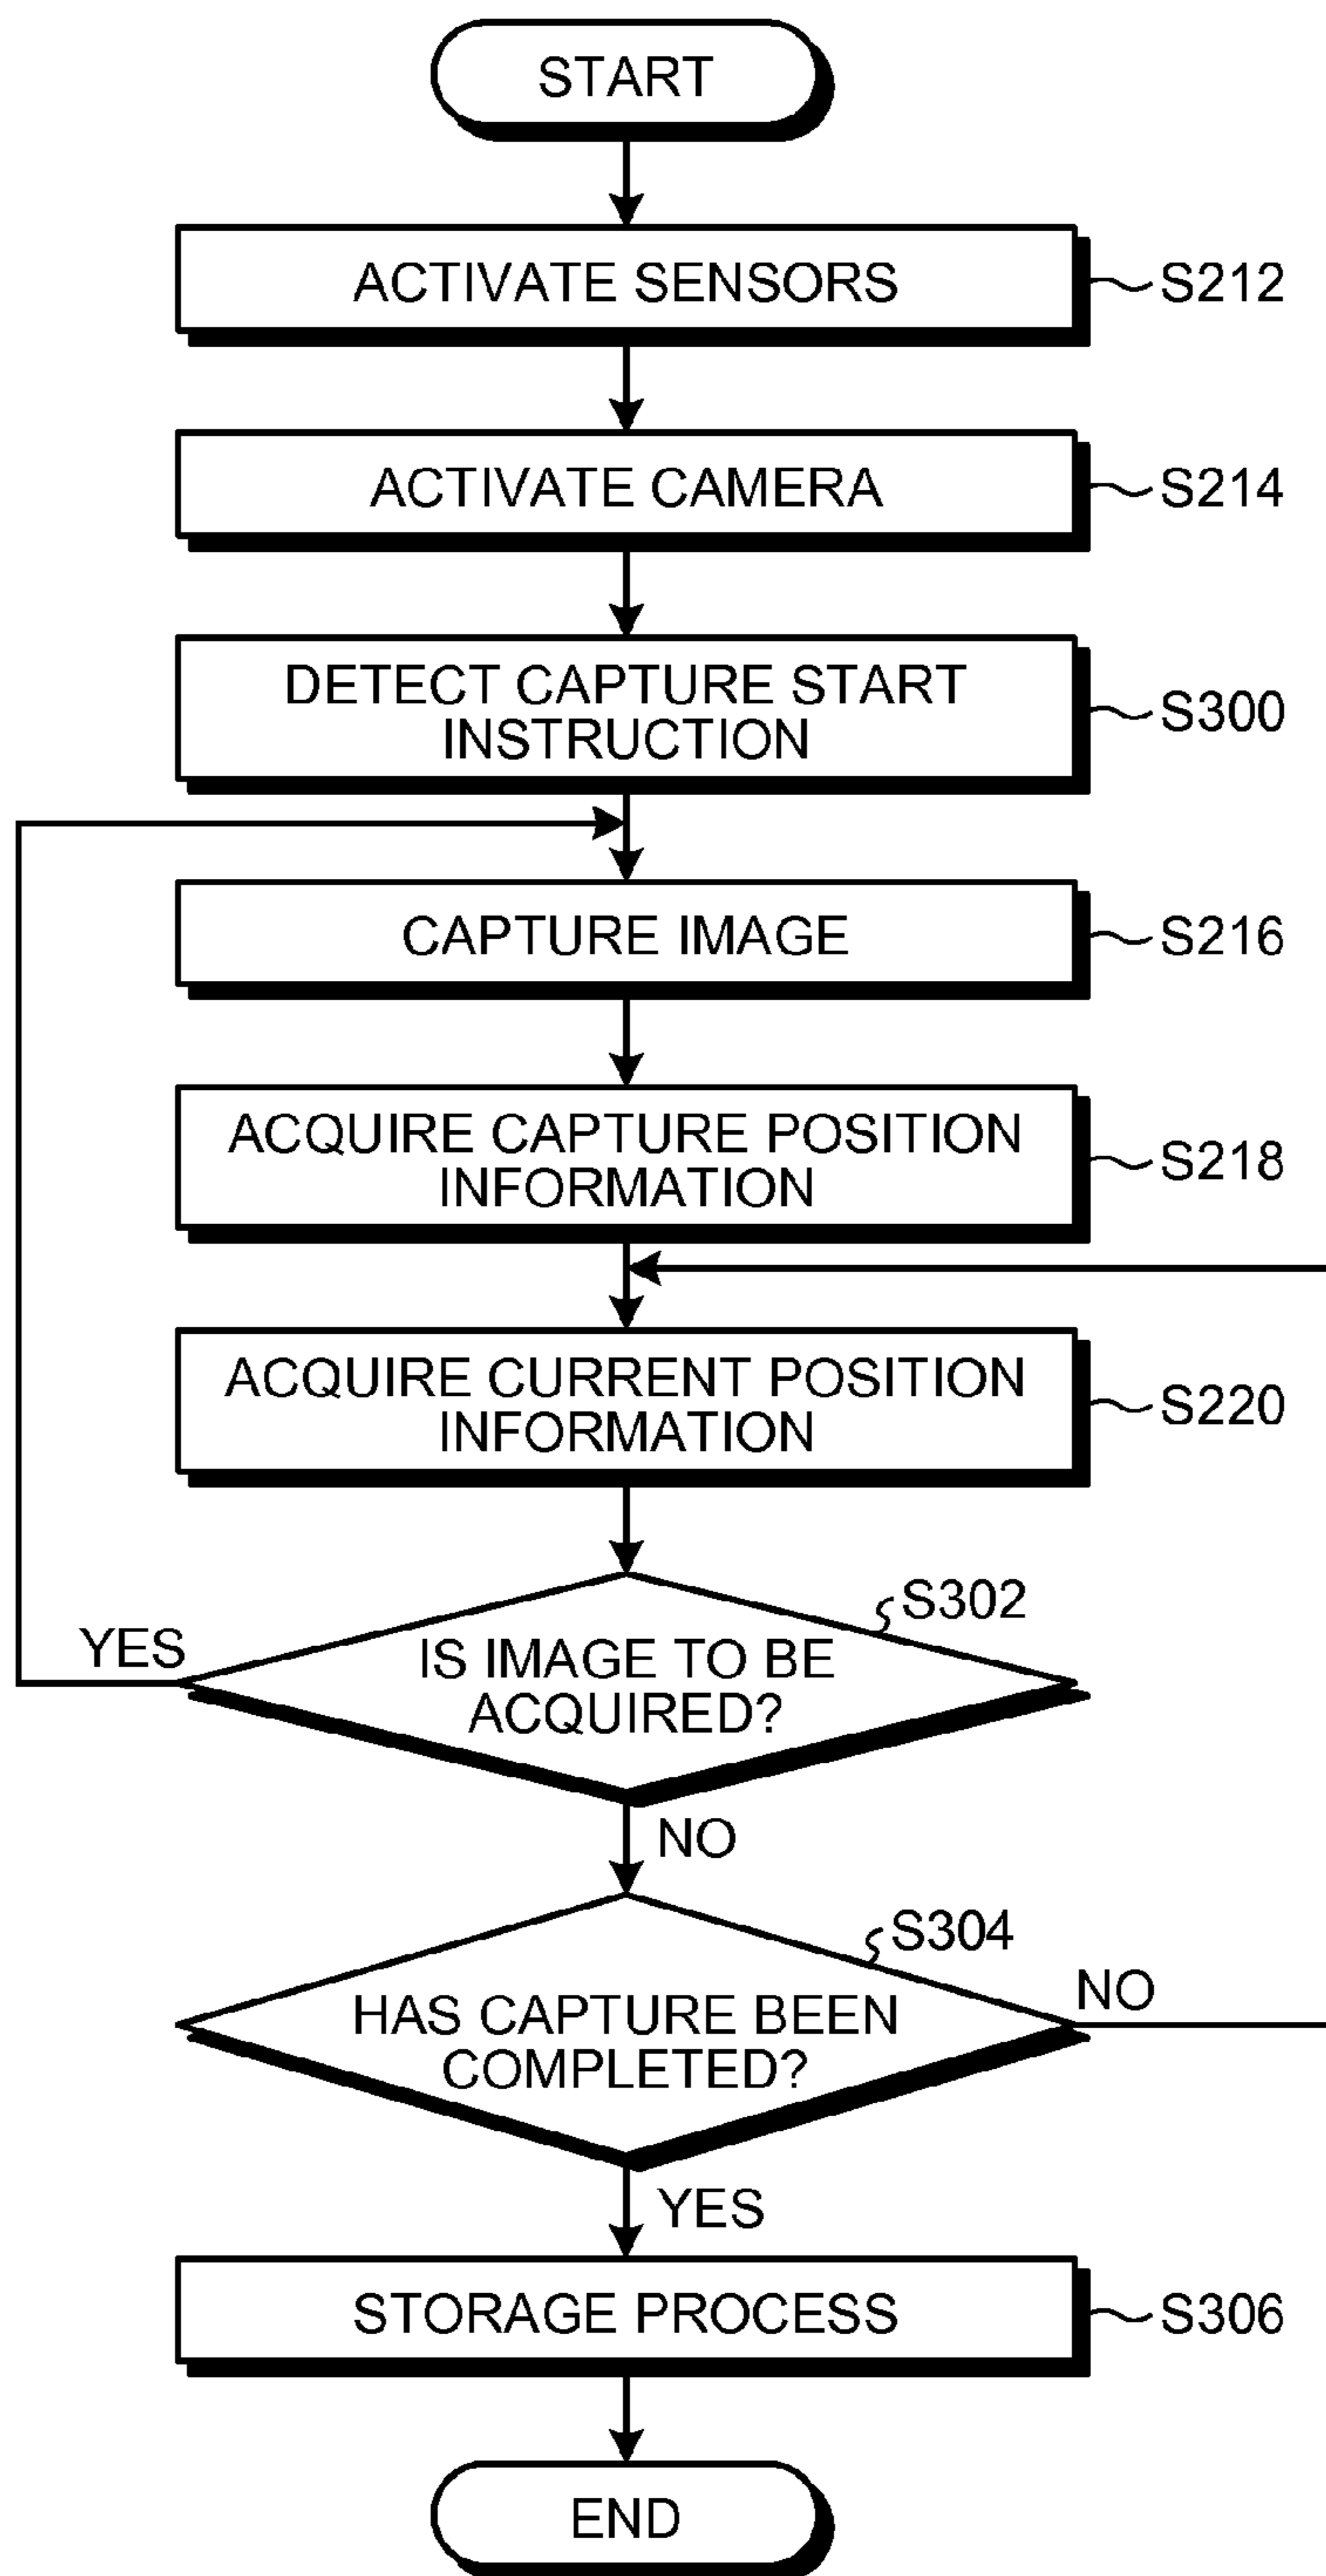 START
ACTIVATE SENSORS
S212
ACTIVATE CAMERA
S214
DETECT CAPTURE START
INSTRUCTION
S300
CAPTURE IMAGE
S216
ACQUIRE CAPTURE POSITION
INFORMATION
S218
ACQUIRE CURRENT POSITION
INFORMATION
S220
S302
YES
IS IMAGE TO BE
ACQUIRED?
NO
S304
NO
HAS CAPTURE BEEN
COMPLETED?
YES
STORAGE PROCESS
S306
END